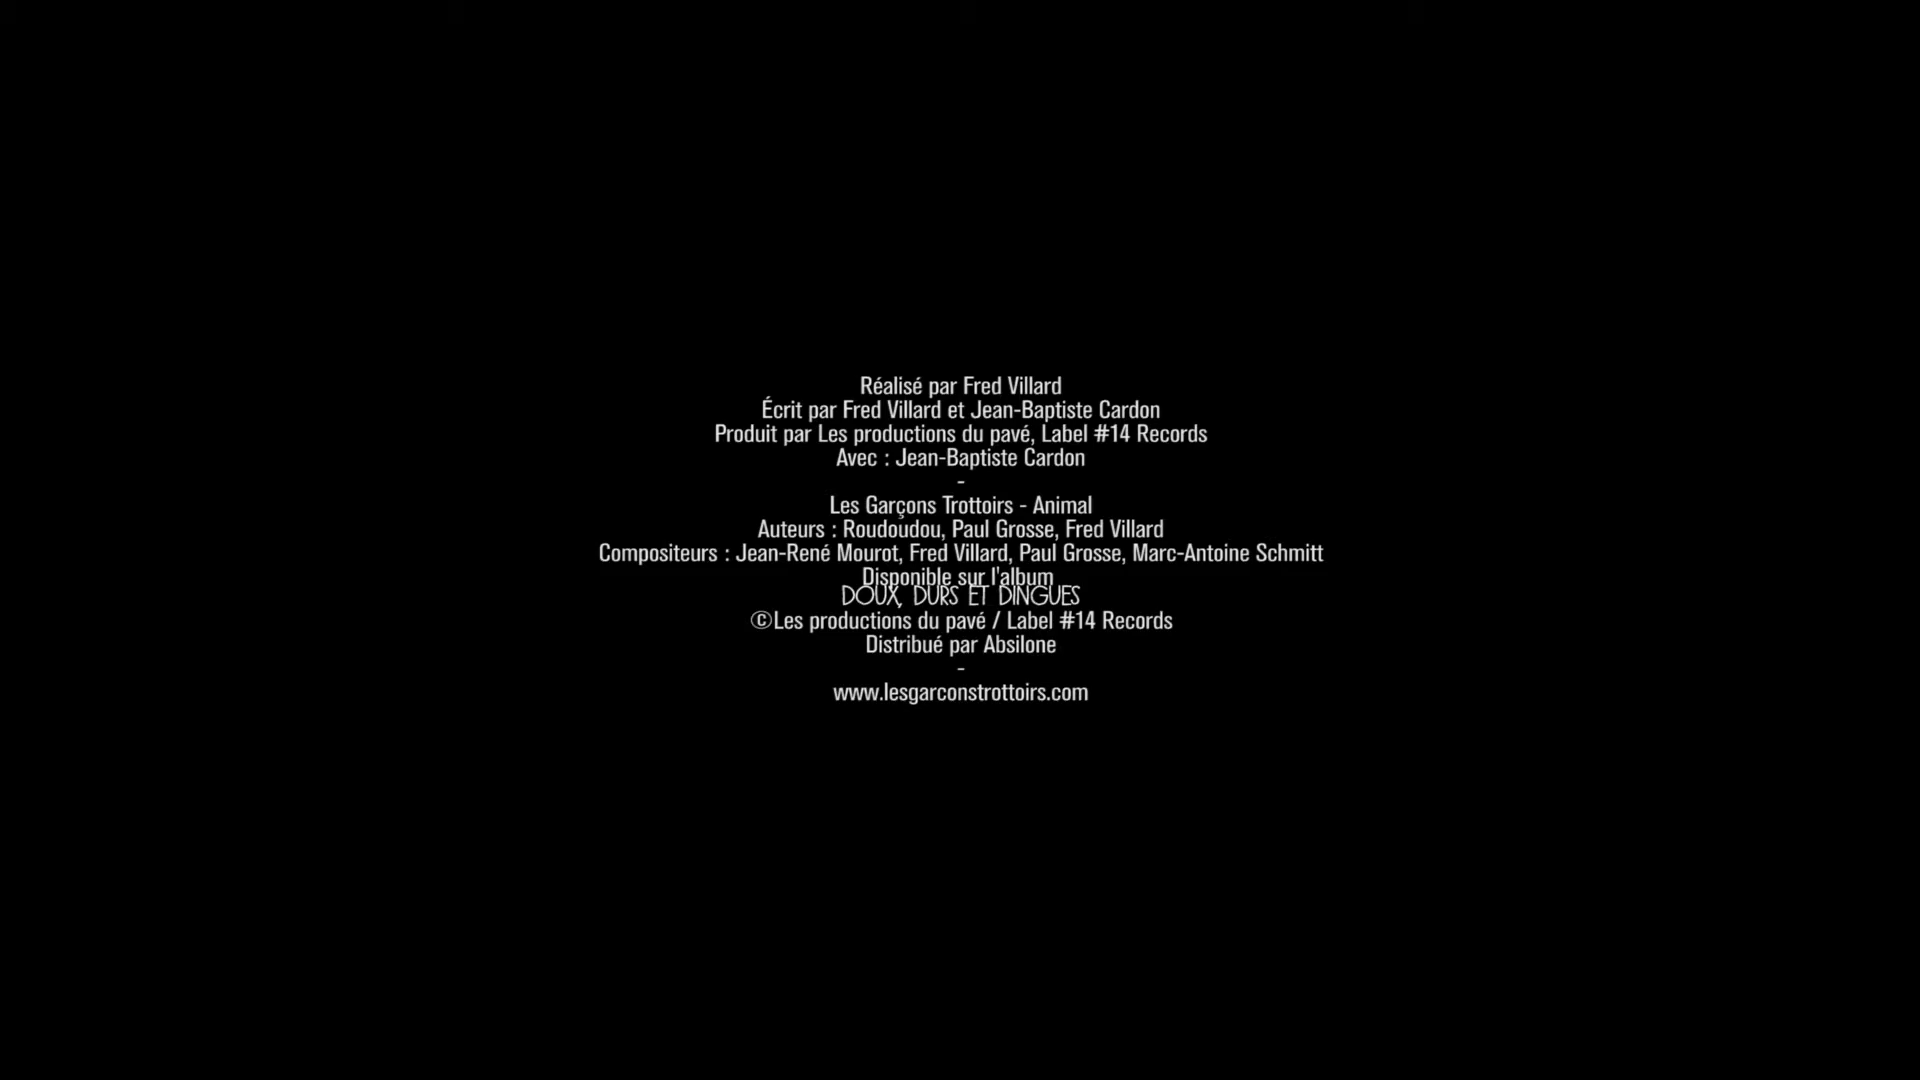 Réalisé par Fred Villard
Écrit par Fred Villard et Jean-Baptiste Cardon
Produit par Les productions du pavé, Label #14 Records
Avec : Jean-Baptiste Cardon
-
Les Garçons Trottoirs - Animal
Auteurs : Roudoudou, Paul Grosse, Fred Villard
Compositeurs : Jean-René Mourot, Fred Villard, Paul Grosse, Marc-Antoine Schmitt
Disponible sur l'album
DOUX, DURS ET DINGUES
©Les productions du pavé / Label #14 Records
Distribué par Absilone
-
www.lesgarconstrottoirs.com